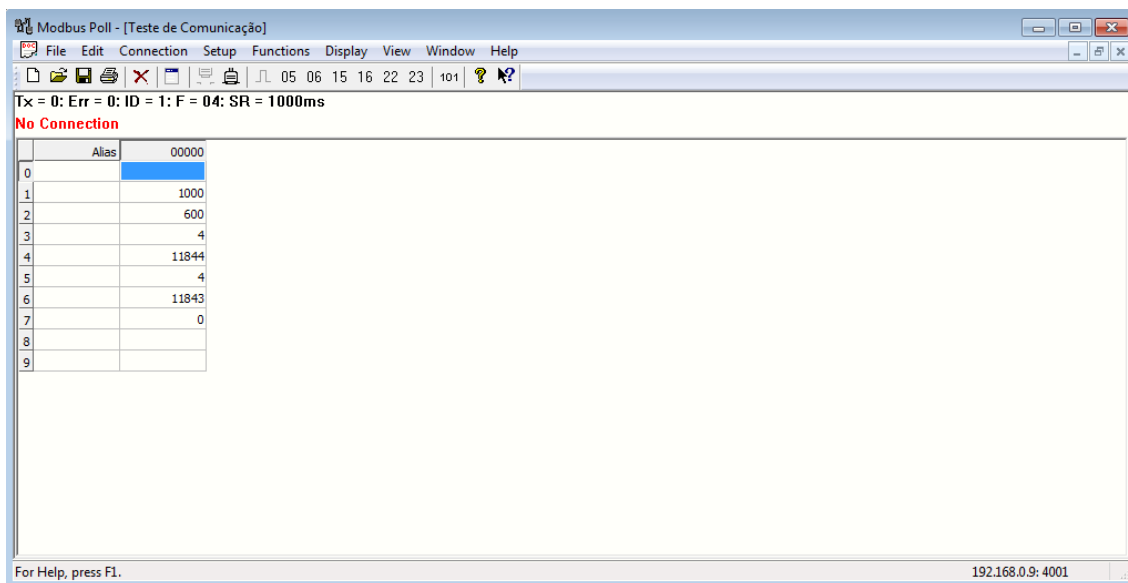 Modbus Poll - [Teste de Comunicação]
File Edit Connection Setup Functions Display View Window Help
05 06 15 16 22 23 101
Tx = 0: Err = 0: ID = 1: F = 04: SR = 1000ms
No Connection
Alias 00000
0
1 1000
2 600
3 4
4 11844
5 4
6 11843
7 0
8
9
For Help, press F1. 192.168.0.9: 4001